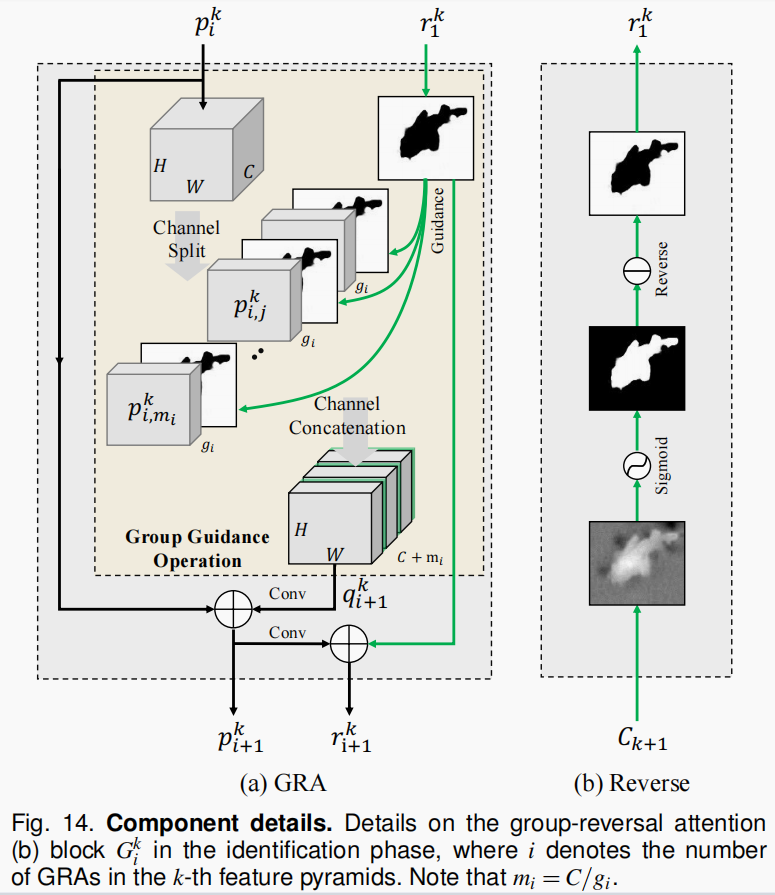 p_i^k
r_1^k
r_1^k
H
W
C
Channel
Split
Guidance
g_i
p_{i,j}^k
g_i
p_{i,m_i}^k
g_i
Channel
Concatenation
H
W
C + m_i
Group Guidance
Operation
Conv
q_{i+1}^k
Conv
p_{i+1}^k
r_{i+1}^k
(a) GRA
Reverse
Sigmoid
C_{k+1}
(b) Reverse
Fig. 14. Component details. Details on the group-reversal attention
(b) block G_i^k in the identification phase, where i denotes the number
of GRAs in the k-th feature pyramids. Note that m_i = C/g_i.